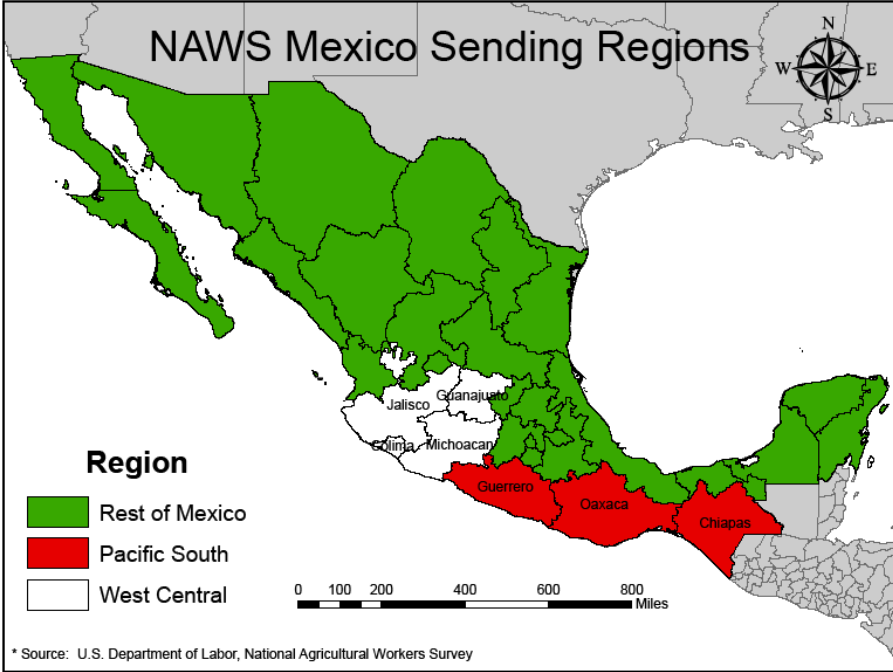 NAWS Mexico Sending Regions
N
W E
S
Guanajuato
Jalisco
Colima
Michoacan
Guerrero
Oaxaca
Chiapas
Region
Rest of Mexico
Pacific South
West Central
0 100 200 400 600 800
Miles
* Source: U.S. Department of Labor, National Agricultural Workers Survey